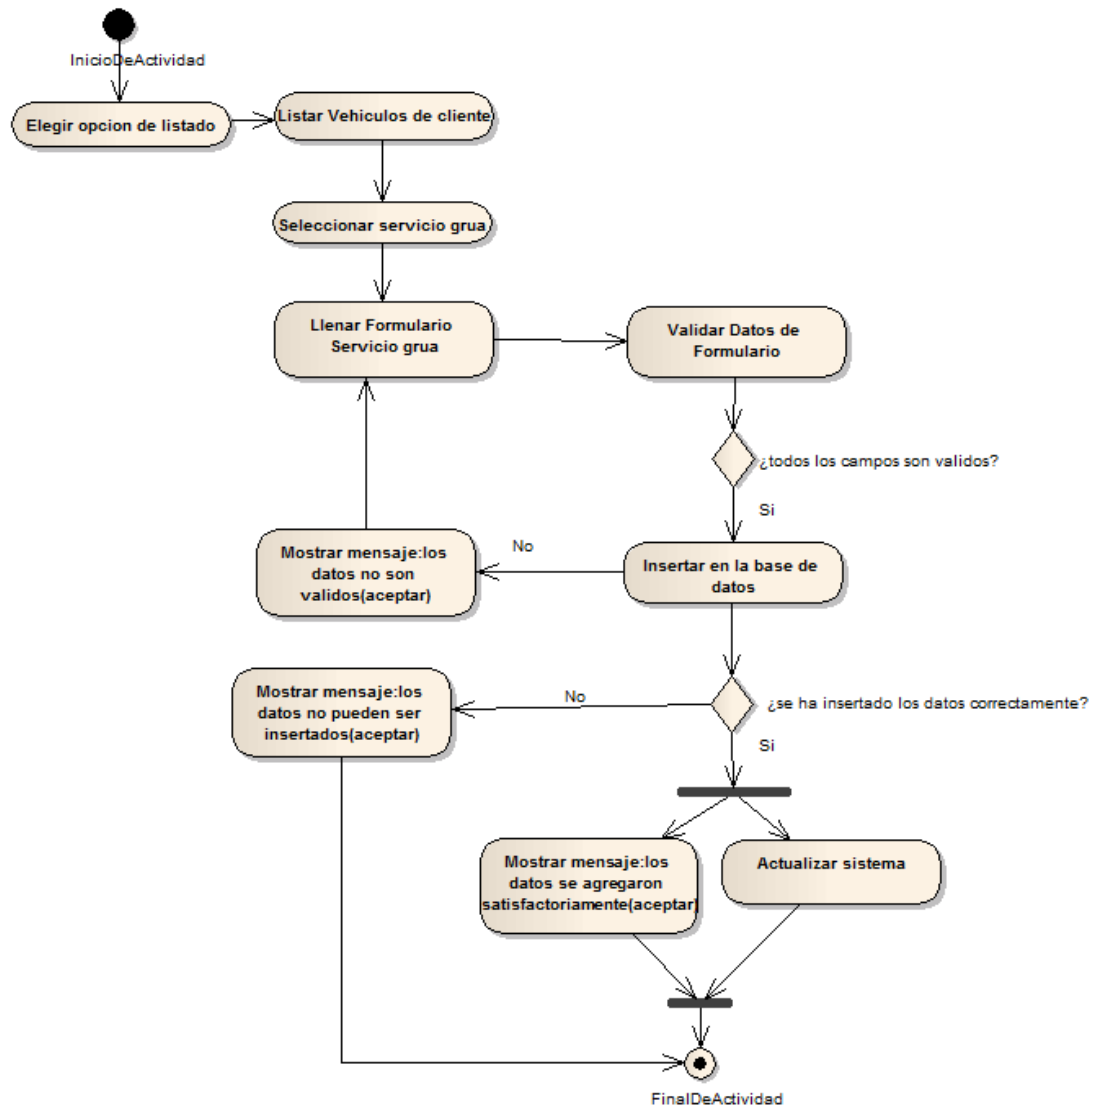 InicioDeActividad
Elegir opcion de listado
Listar Vehiculos de cliente
Seleccionar servicio grua
Llenar Formulario
Servicio grua
Validar Datos de
Formulario
¿todos los campos son validos?
Si
No
Mostrar mensaje:los
datos no son
validos(aceptar)
Insertar en la base de
datos
Mostrar mensaje:los
datos no pueden ser
insertados(aceptar)
No
¿se ha insertado los datos correctamente?
Si
Mostrar mensaje:los
datos se agregaron
satisfactoriamente(aceptar)
Actualizar sistema
FinalDeActividad